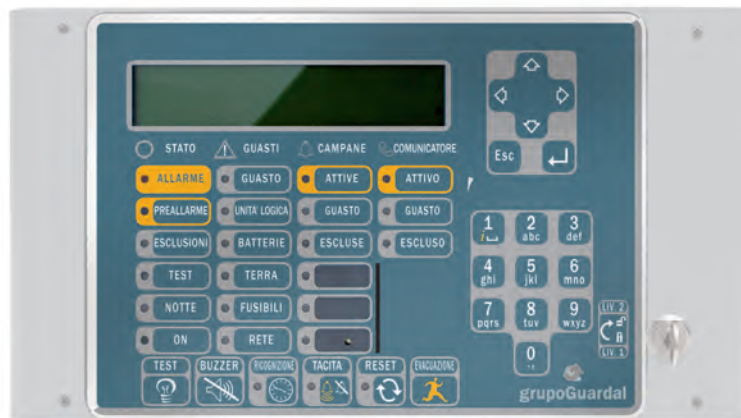 STATO GUASTI CAMPANE COMUNICATORE
ALLARME GUASTO ATTIVE ATTIVO
PREALLARME UNITA' LOGICA GUASTO GUASTO
ESCLUSIONI BATTERIE ESCLUSE ESCLUSO
TEST TERRA
NOTTE FUSIBILI
ON RETE
TEST BUZZER RICOGNIZIONE TACITA RESET EVACUAZIONE
Esc
1 2 3
abc def
4 5 6
ghi jkl mno
7 8 9
pqrs tuv wxyz
0
LIV. 2
LIV. 1
grupoGuardal